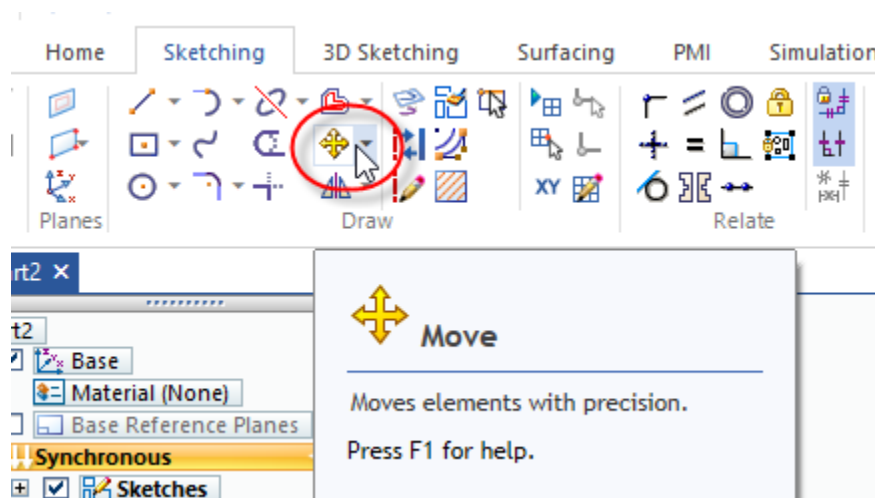 Home Sketching 3D Sketching Surfacing PMI Simulation
XY
Planes Draw Relate
rt2
t2
Base
Material (None)
Base Reference Planes
Synchronous
Sketches
Move
Moves elements with precision.
Press F1 for help.